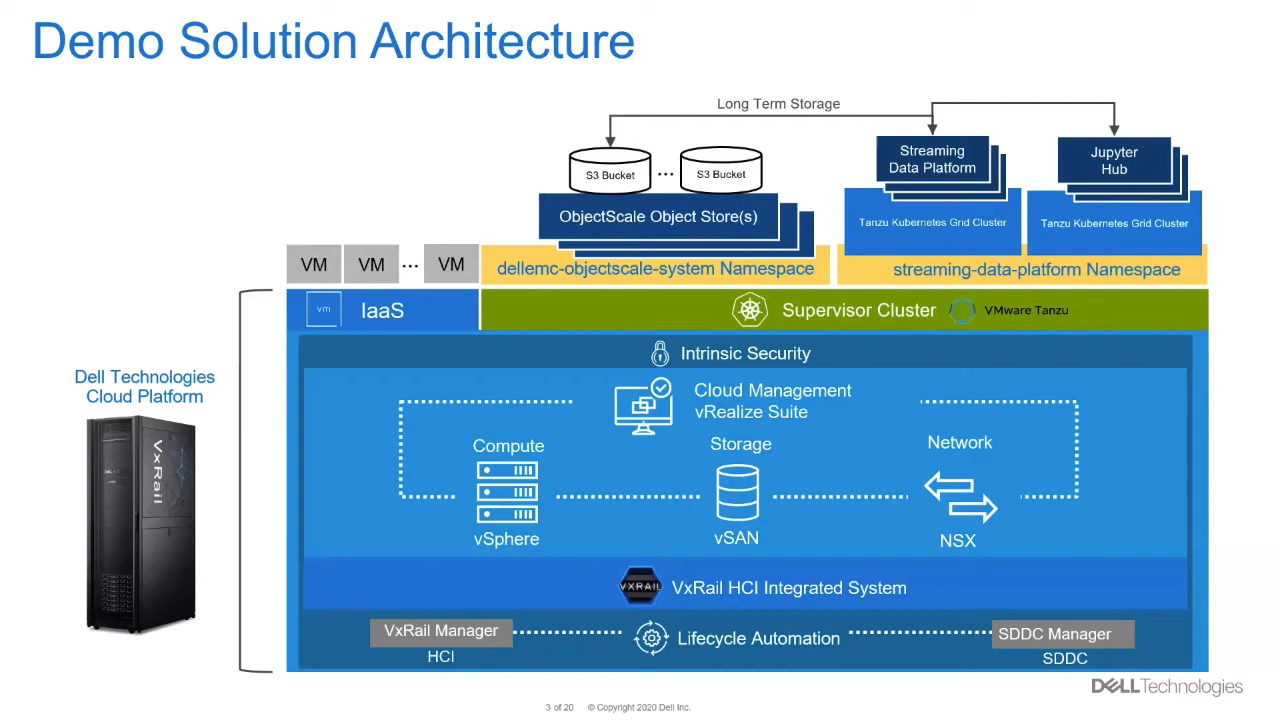 Demo Solution Architecture
Long Term Storage
S3 Bucket
...
S3 Bucket
Streaming
Data Platform
Jupyter
Hub
ObjectScale Object Store(s)
Tanzu Kubernetes Grid Cluster
Tanzu Kubernetes Grid Cluster
VM
VM
...
VM
dellemc-objectscale-system Namespace
streaming-data-platform Namespace
vm
IaaS
Supervisor Cluster
VMware Tanzu
Intrinsic Security
Dell Technologies
Cloud Platform
VxRail
Cloud Management
vRealize Suite
Compute
Storage
Network
vSphere
vSAN
NSX
VXRAIL
VxRail HCI Integrated System
VxRail Manager
HCI
Lifecycle Automation
SDDC Manager
SDDC
DELLTechnologies
3 of 20 © Copyright 2020 Dell Inc.